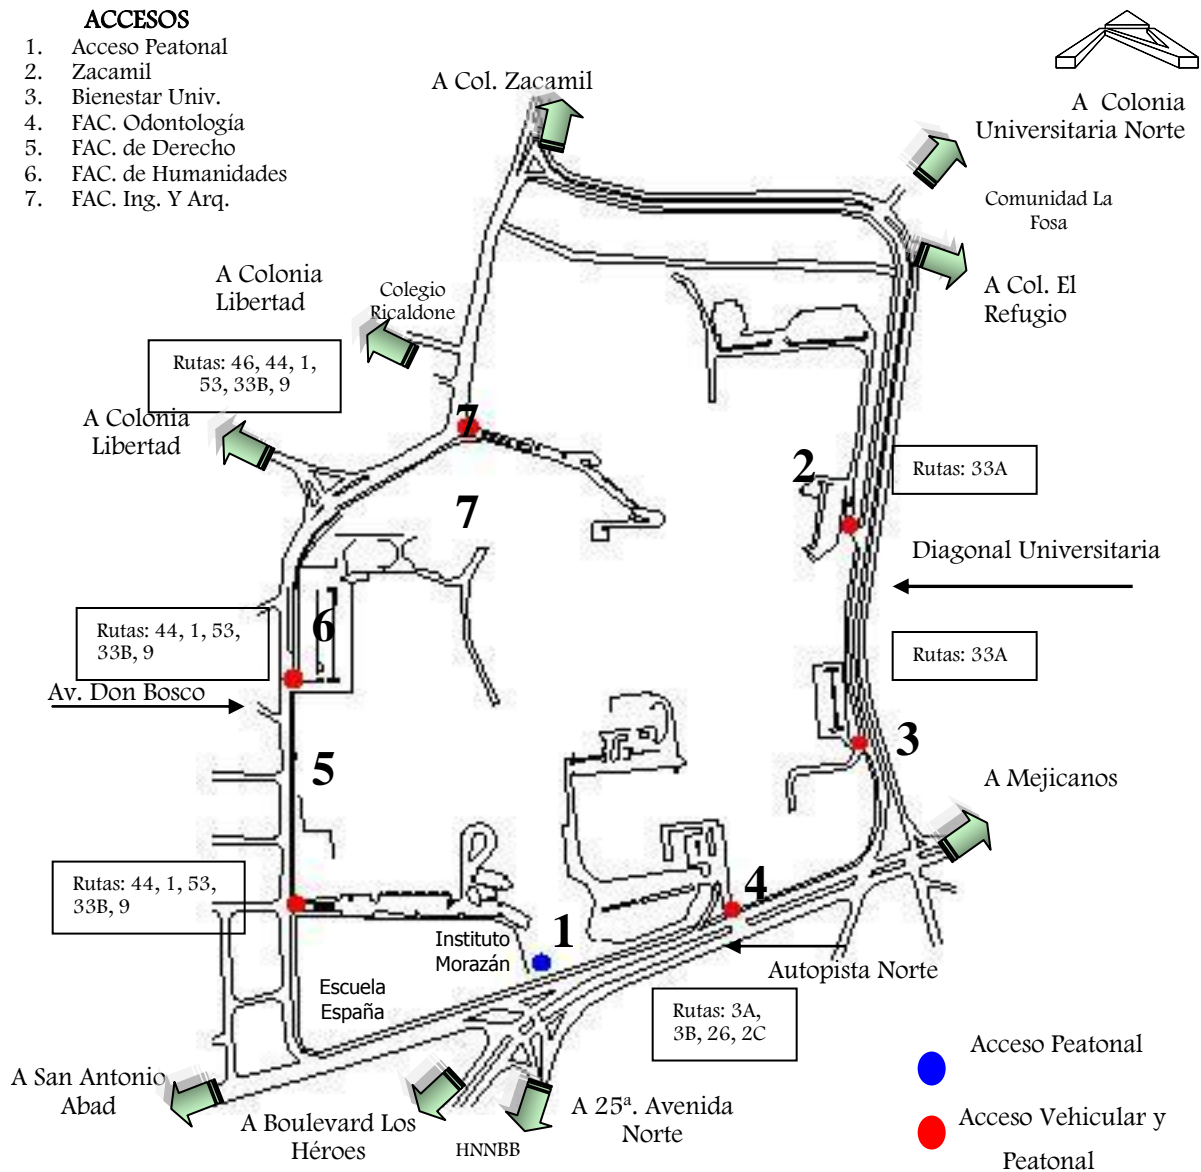 ACCESOS
1. Acceso Peatonal
2. Zacamil
3. Bienestar Univ.
4. FAC. Odontología
5. FAC. de Derecho
6. FAC. de Humanidades
7. FAC. Ing. Y Arq.
A Col. Zacamil
A Colonia
Universitaria Norte
Comunidad La
Fosa
A Col. El
Refugio
A Colonia
Libertad
Colegio
Ricaldone
Rutas: 46, 44, 1,
53, 33B, 9
A Colonia
Libertad
7
7
2
Rutas: 33A
Diagonal Universitaria
Rutas: 44, 1, 53,
33B, 9
6
Rutas: 33A
Av. Don Bosco
3
5
A Mejicanos
Rutas: 44, 1, 53,
33B, 9
4
1
Instituto
Morazán
Autopista Norte
Escuela
España
Rutas: 3A,
3B, 26, 2C
Acceso Peatonal
A San Antonio
Abad
A Boulevard Los
Héroes
HNNBB
A 25ª. Avenida
Norte
Acceso Vehicular y
Peatonal